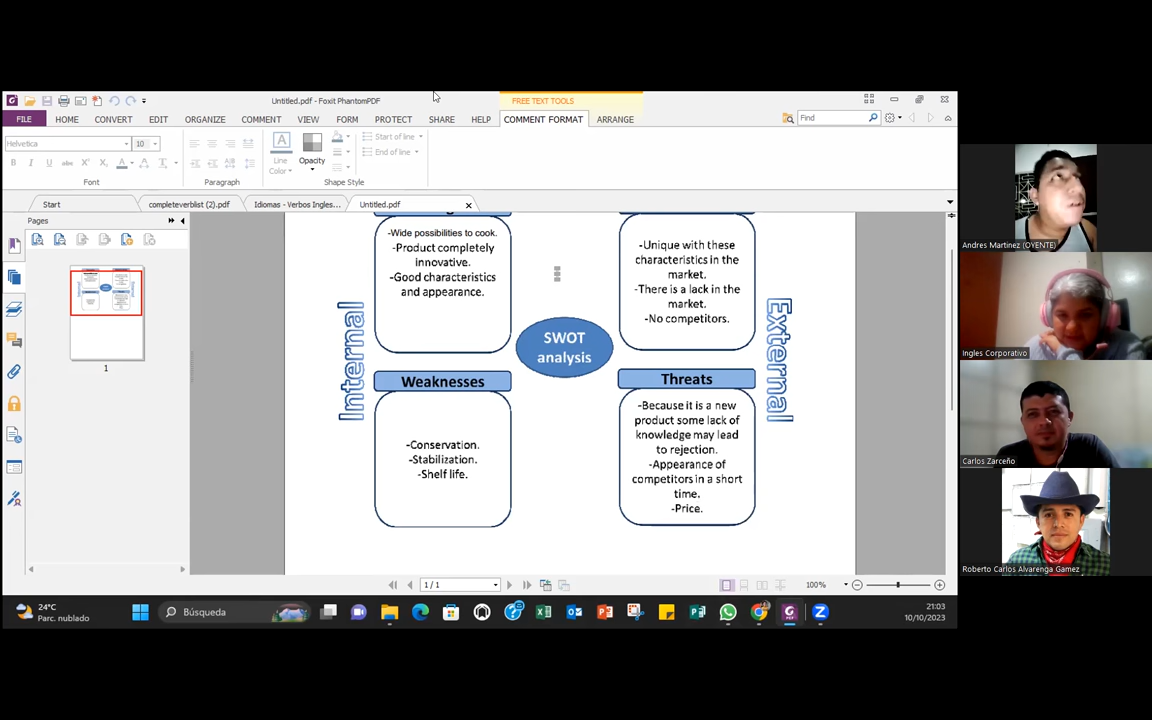 Untitled.pdf - Foxit PhantomPDF
FREE TEXT TOOLS
FILE
HOME
CONVERT
EDIT
ORGANIZE
COMMENT
VIEW
FORM
PROTECT
SHARE
HELP
COMMENT FORMAT
ARRANGE
Find
Helvetica
10
Line
Color
Opacity
Start of line
End of line
Font
Paragraph
Shape Style
Start
completeverblist (2).pdf
Idiomas - Verbos Ingles...
Untitled.pdf
Pages
1
-Wide possibilities to cook.
-Product completely
innovative.
-Good characteristics
and appearance.
-Unique with these
characteristics in the
market.
-There is a lack in the
market.
-No competitors.
Internal
SWOT
analysis
External
Weaknesses
-Conservation.
-Stabilization.
-Shelf life.
Threats
-Because it is a new
product some lack of
knowledge may lead
to rejection.
-Appearance of
competitors in a short
time.
-Price.
1 / 1
100%
24°C
Parc. nublado
Búsqueda
21:03
10/10/2023
Andres Martinez (OYENTE)
Ingles Corporativo
Carlos Zarceño
Roberto Carlos Alvarenga Gamez